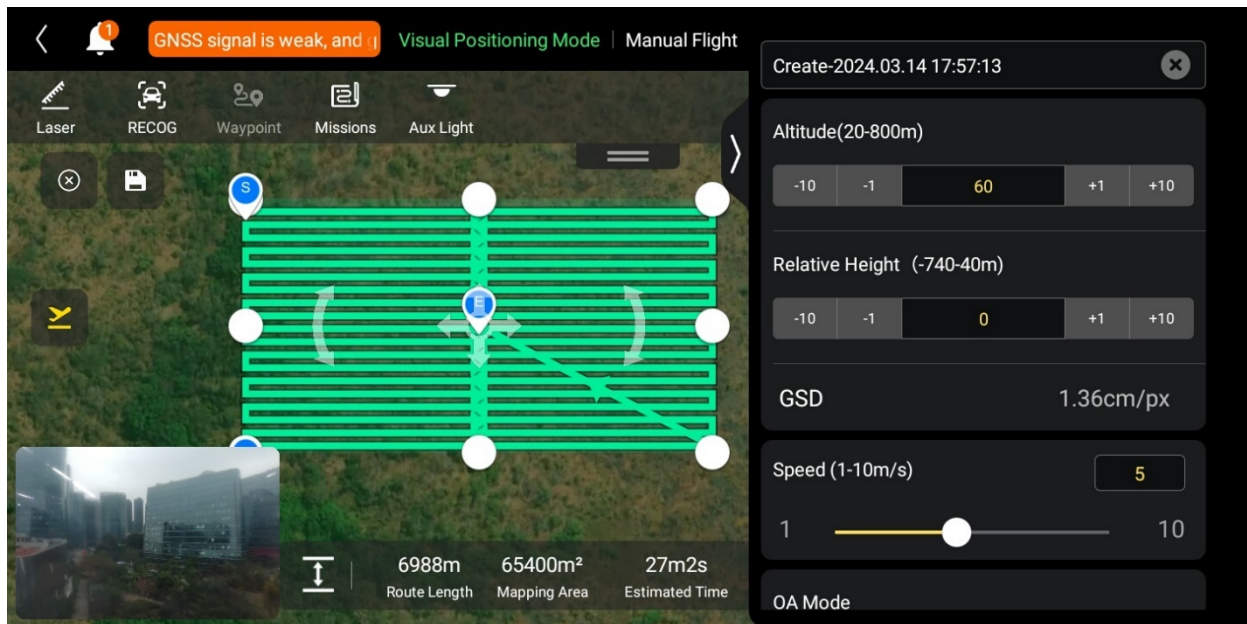 1
GNSS signal is weak, and g
Visual Positioning Mode | Manual Flight
Laser
RECOG
Waypoint
Missions
Aux Light
S
E
6988m
Route Length
65400m²
Mapping Area
27m2s
Estimated Time
Create-2024.03.14 17:57:13
Altitude(20-800m)
-10 -1 60 +1 +10
Relative Height (-740-40m)
-10 -1 0 +1 +10
GSD 1.36cm/px
Speed (1-10m/s) 5
1 10
OA Mode